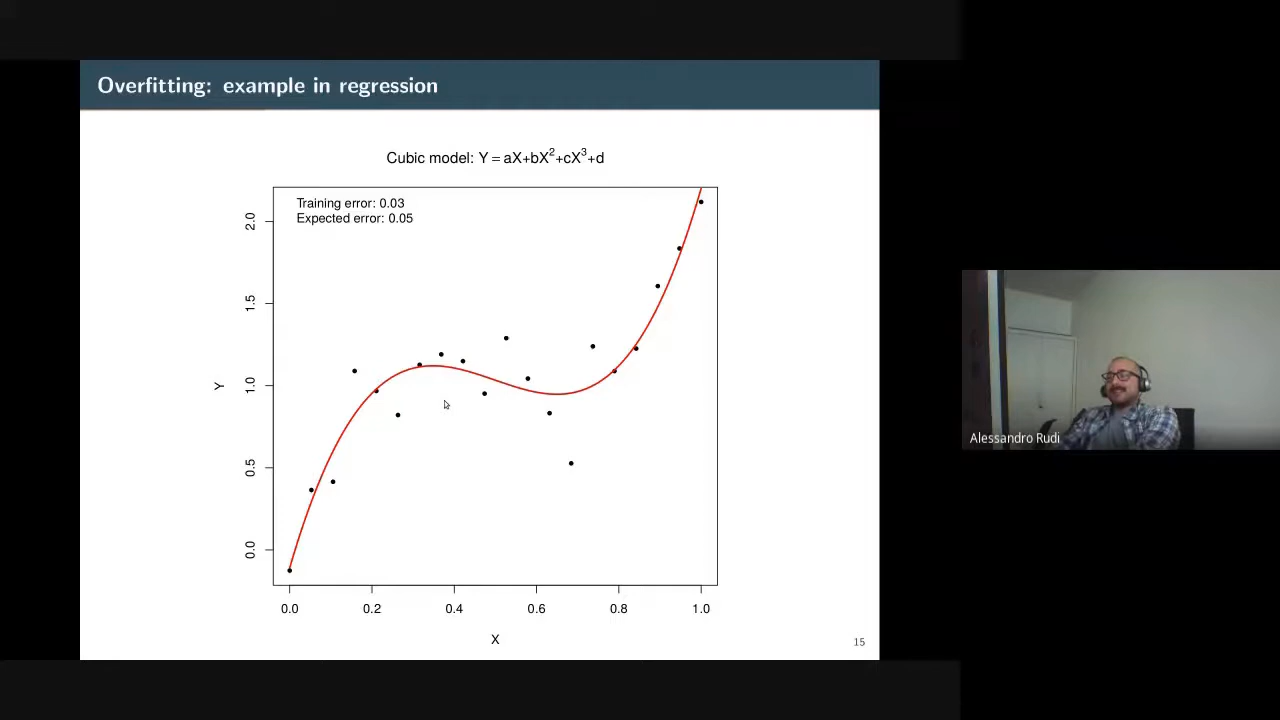 Overfitting: example in regression
Cubic model: Y = aX+bX²+cX³+d
Training error: 0.03
Expected error: 0.05
2.0
1.5
1.0
0.5
0.0
Y
0.0 0.2 0.4 0.6 0.8 1.0
X
15
Alessandro Rudi